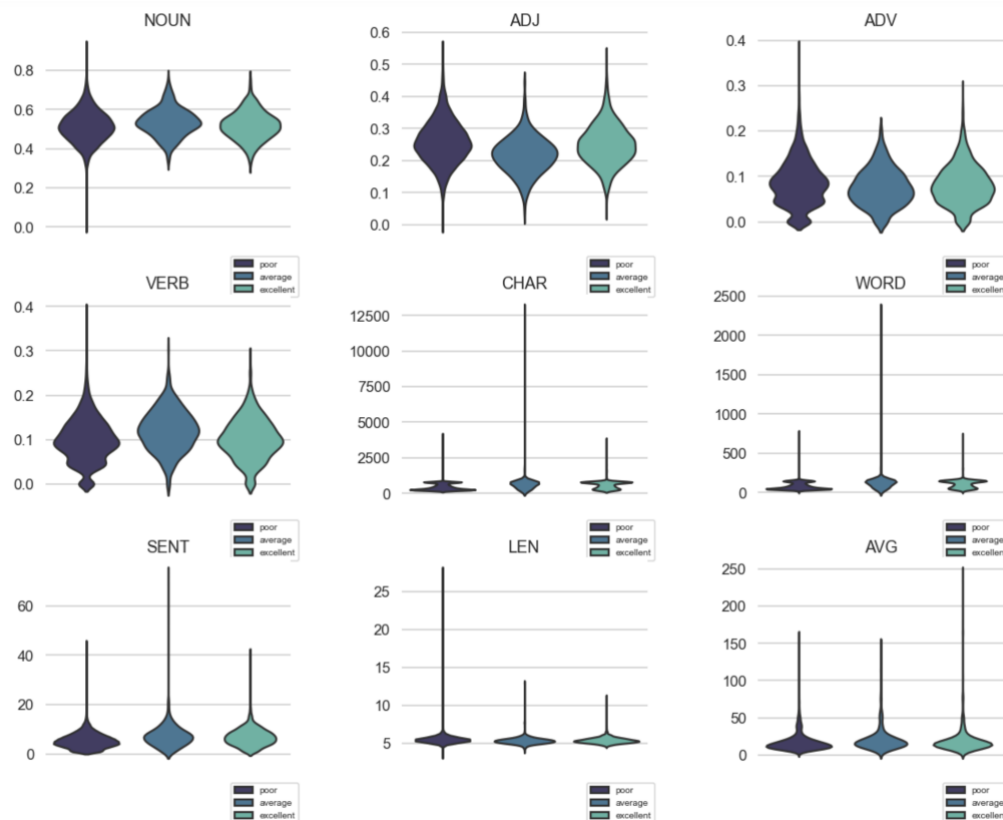 NOUN
0.8
0.6
0.4
0.2
0.0
poor
average
excellent
ADJ
0.6
0.5
0.4
0.3
0.2
0.1
0.0
poor
average
excellent
ADV
0.4
0.3
0.2
0.1
0.0
poor
average
excellent
VERB
0.4
0.3
0.2
0.1
0.0
poor
average
excellent
CHAR
12500
10000
7500
5000
2500
0
poor
average
excellent
WORD
2500
2000
1500
1000
500
0
poor
average
excellent
SENT
60
40
20
0
poor
average
excellent
LEN
25
20
15
10
5
poor
average
excellent
AVG
250
200
150
100
50
0
poor
average
excellent